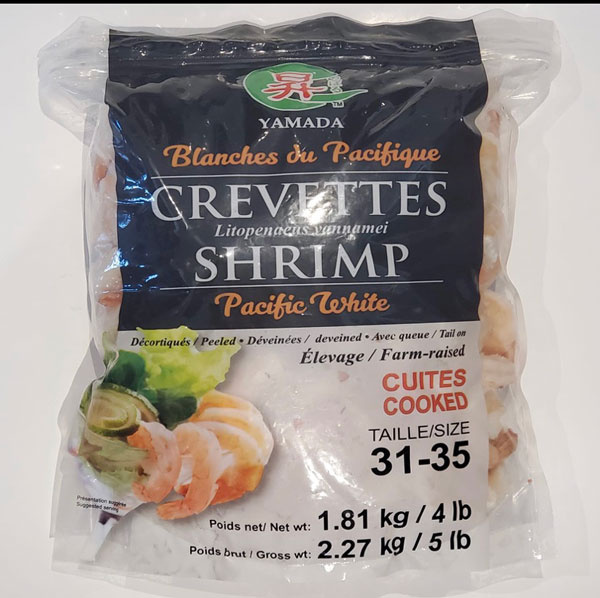 昇
TM
YAMADA
Blanches du Pacifique
CREVETTES
Litopenaeus vannamei
SHRIMP
Pacific White
Décortiqués / Peeled • Déveinées / deveined • Avec queue / Tail on
Élevage / Farm-raised
CUITES
COOKED
TAILLE/SIZE
31-35
Présentation suggérée
Suggested serving
Poids net/ Net wt: 1.81 kg / 4 lb
Poids brut / Gross wt: 2.27 kg / 5 lb